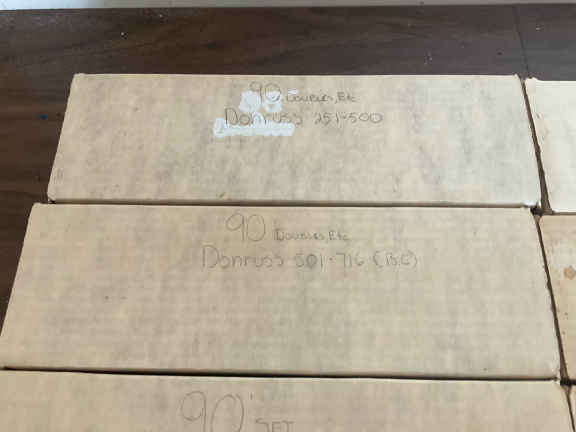 90 Doubles, Etc
Donruss 251-500
90 Doubles, Etc
Donruss 501-716 (B.C)
90' SET